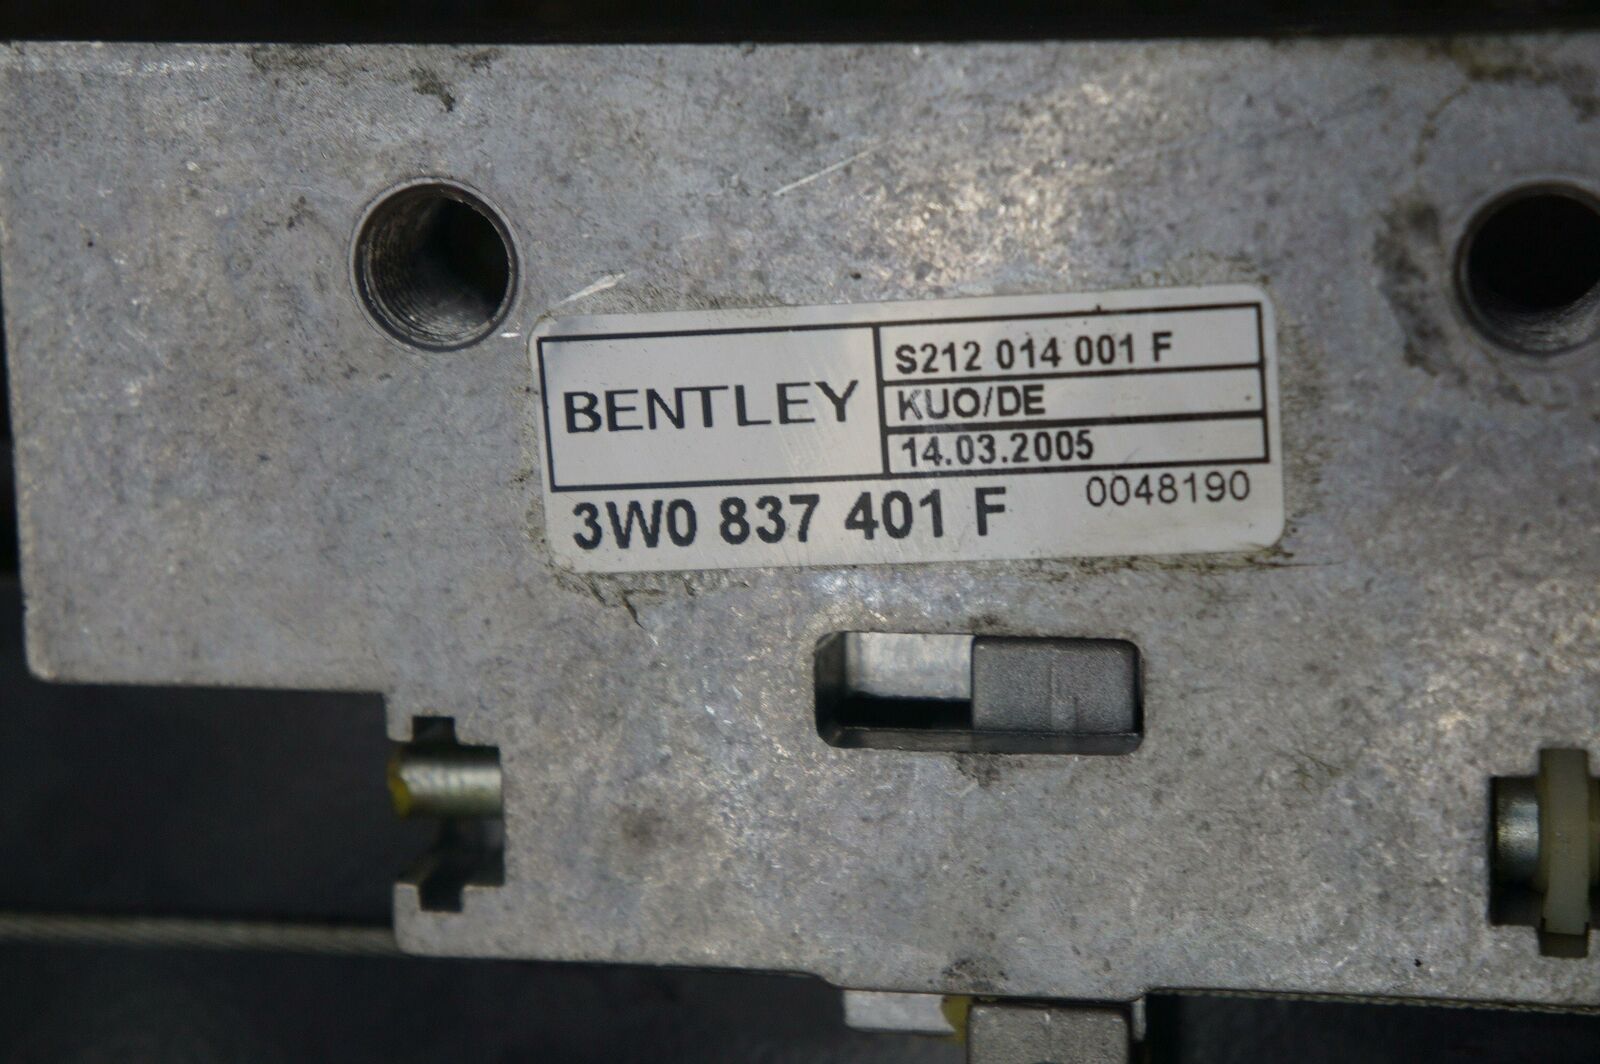 BENTLEY
S212 014 001 F
KUO/DE
14.03.2005
3W0 837 401 F 0048190